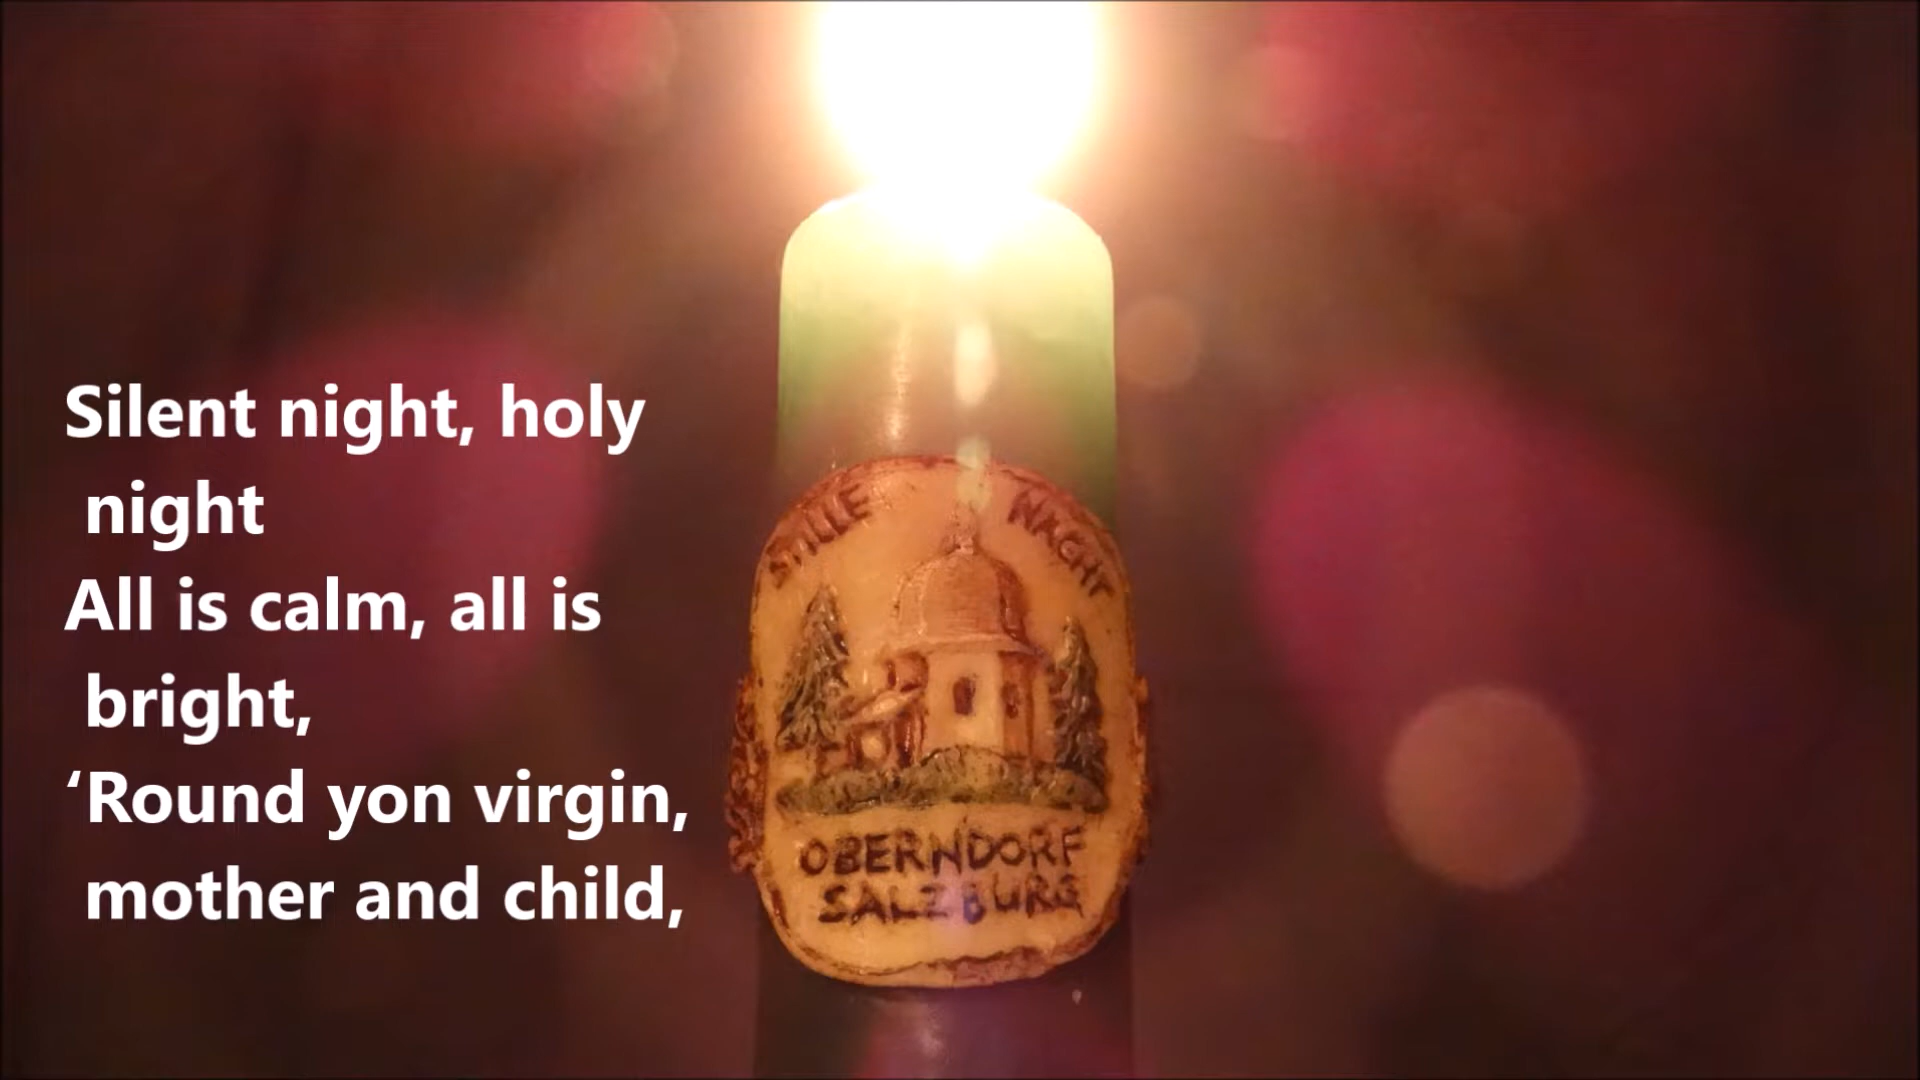 Silent night, holy
night
All is calm, all is
bright,
‘Round yon virgin,
mother and child,
STILLE NACHT
OBERNDORF
SALZBURG